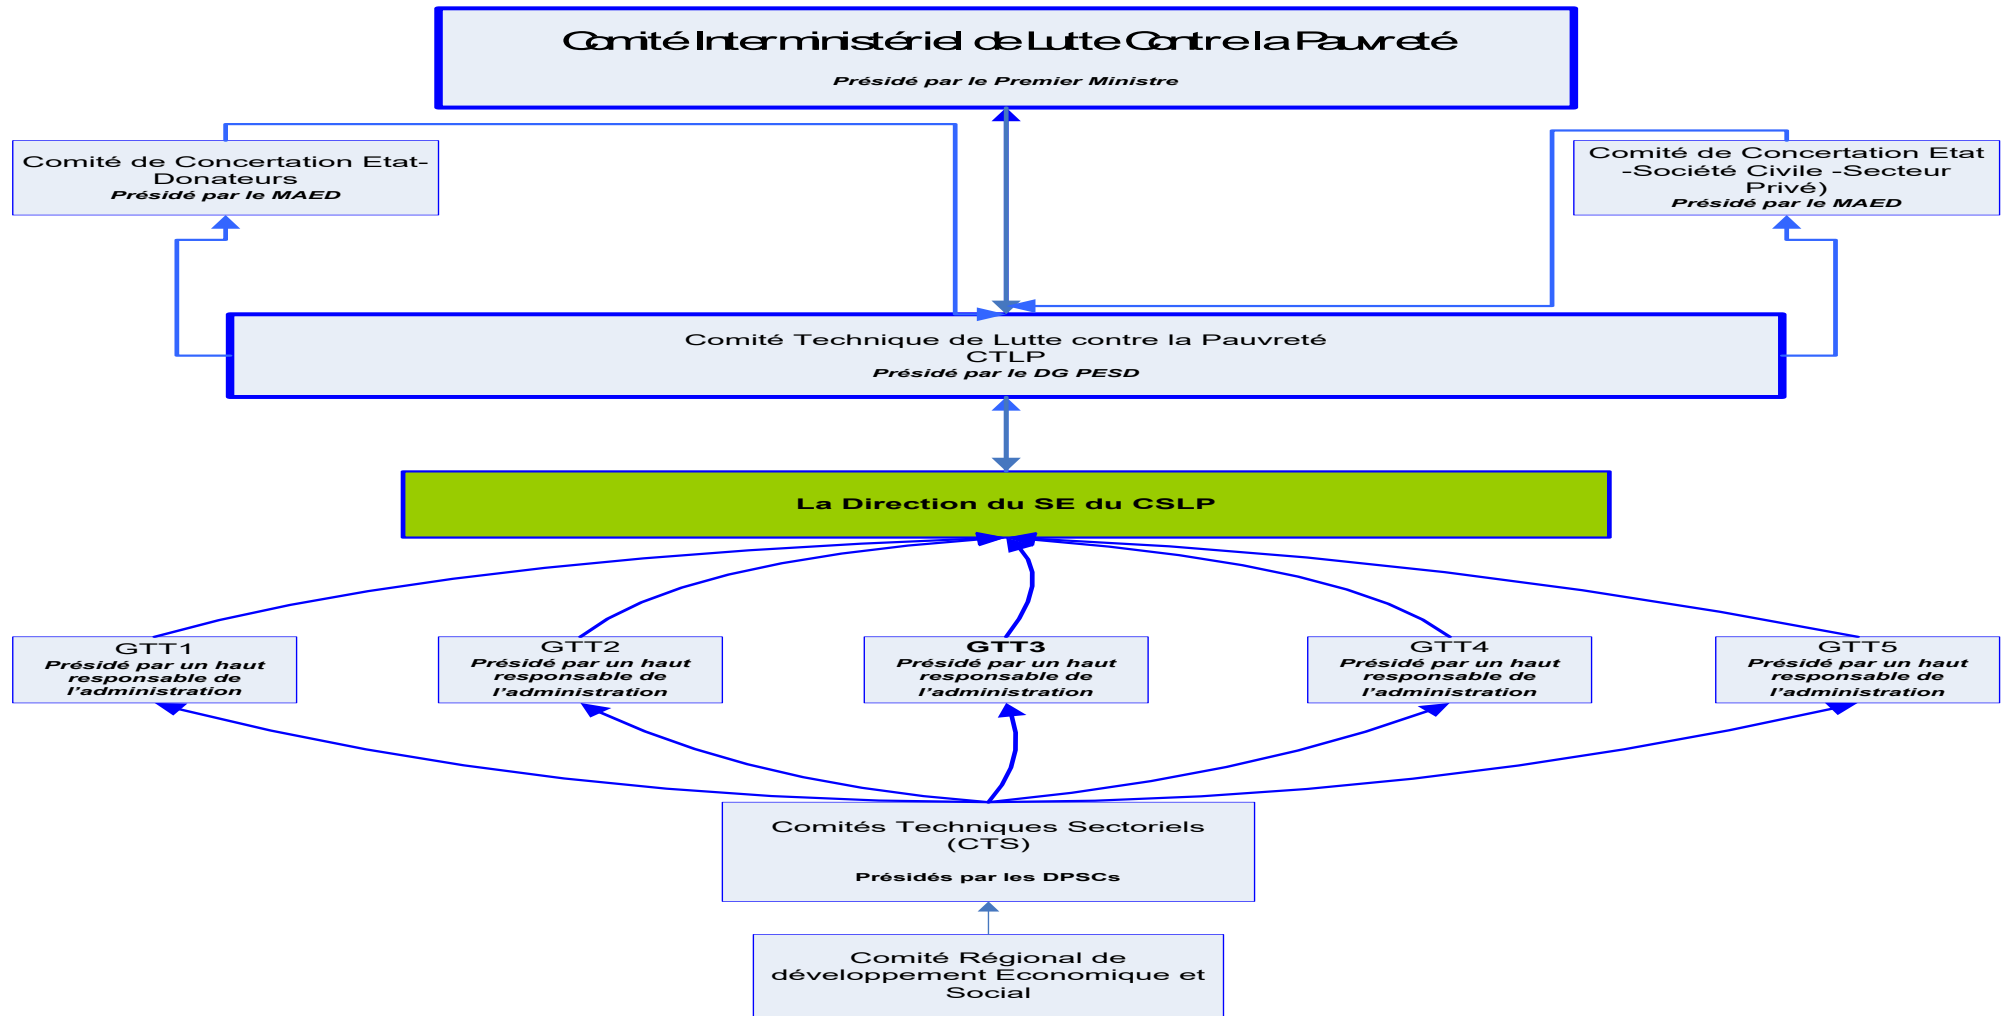 Comité Interministériel de Lutte Contre la Pauvreté
Présidé par le Premier Ministre
Comité de Concertation Etat-
Donateurs
Présidé par le MAED
Comité de Concertation Etat
-Société Civile -Secteur
Privé)
Présidé par le MAED
Comité Technique de Lutte contre la Pauvreté
CTLP
Présidé par le DG PESD
La Direction du SE du CSLP
GTT1
Présidé par un haut
responsable de
l'administration
GTT2
Présidé par un haut
responsable de
l'administration
GTT3
Présidé par un haut
responsable de
l'administration
GTT4
Présidé par un haut
responsable de
l'administration
GTT5
Présidé par un haut
responsable de
l'administration
Comités Techniques Sectoriels
(CTS)
Présidés par les DPSCs
Comité Régional de
développement Economique et
Social